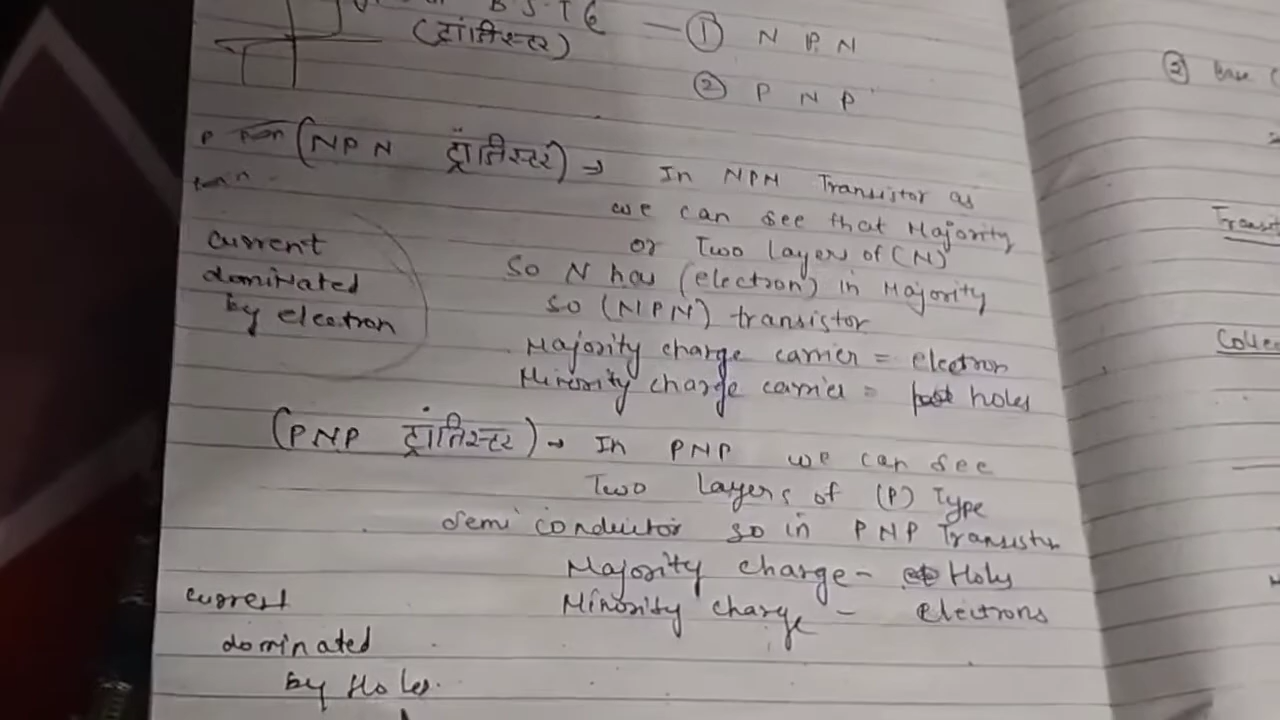 (ट्रांजिस्टर) — ① N P N
② P N P
(NPN ट्रॉंजिस्टर) → In NPN Transistor as
we can see that Majority
or Two layers of (N)
So N has (electron) in Majority
so (NPN) transistor
Majority charge carrier = electron
Minority charge carrier = holes
current
dominated
by electron
(PNP ट्रांजिस्टर) → In PNP we can see
Two Layers of (P) Type
semi conductor so in PNP Transistor
Majority charge - Holes
Minority charge - electrons
current
dominated
by Holes.
② Base